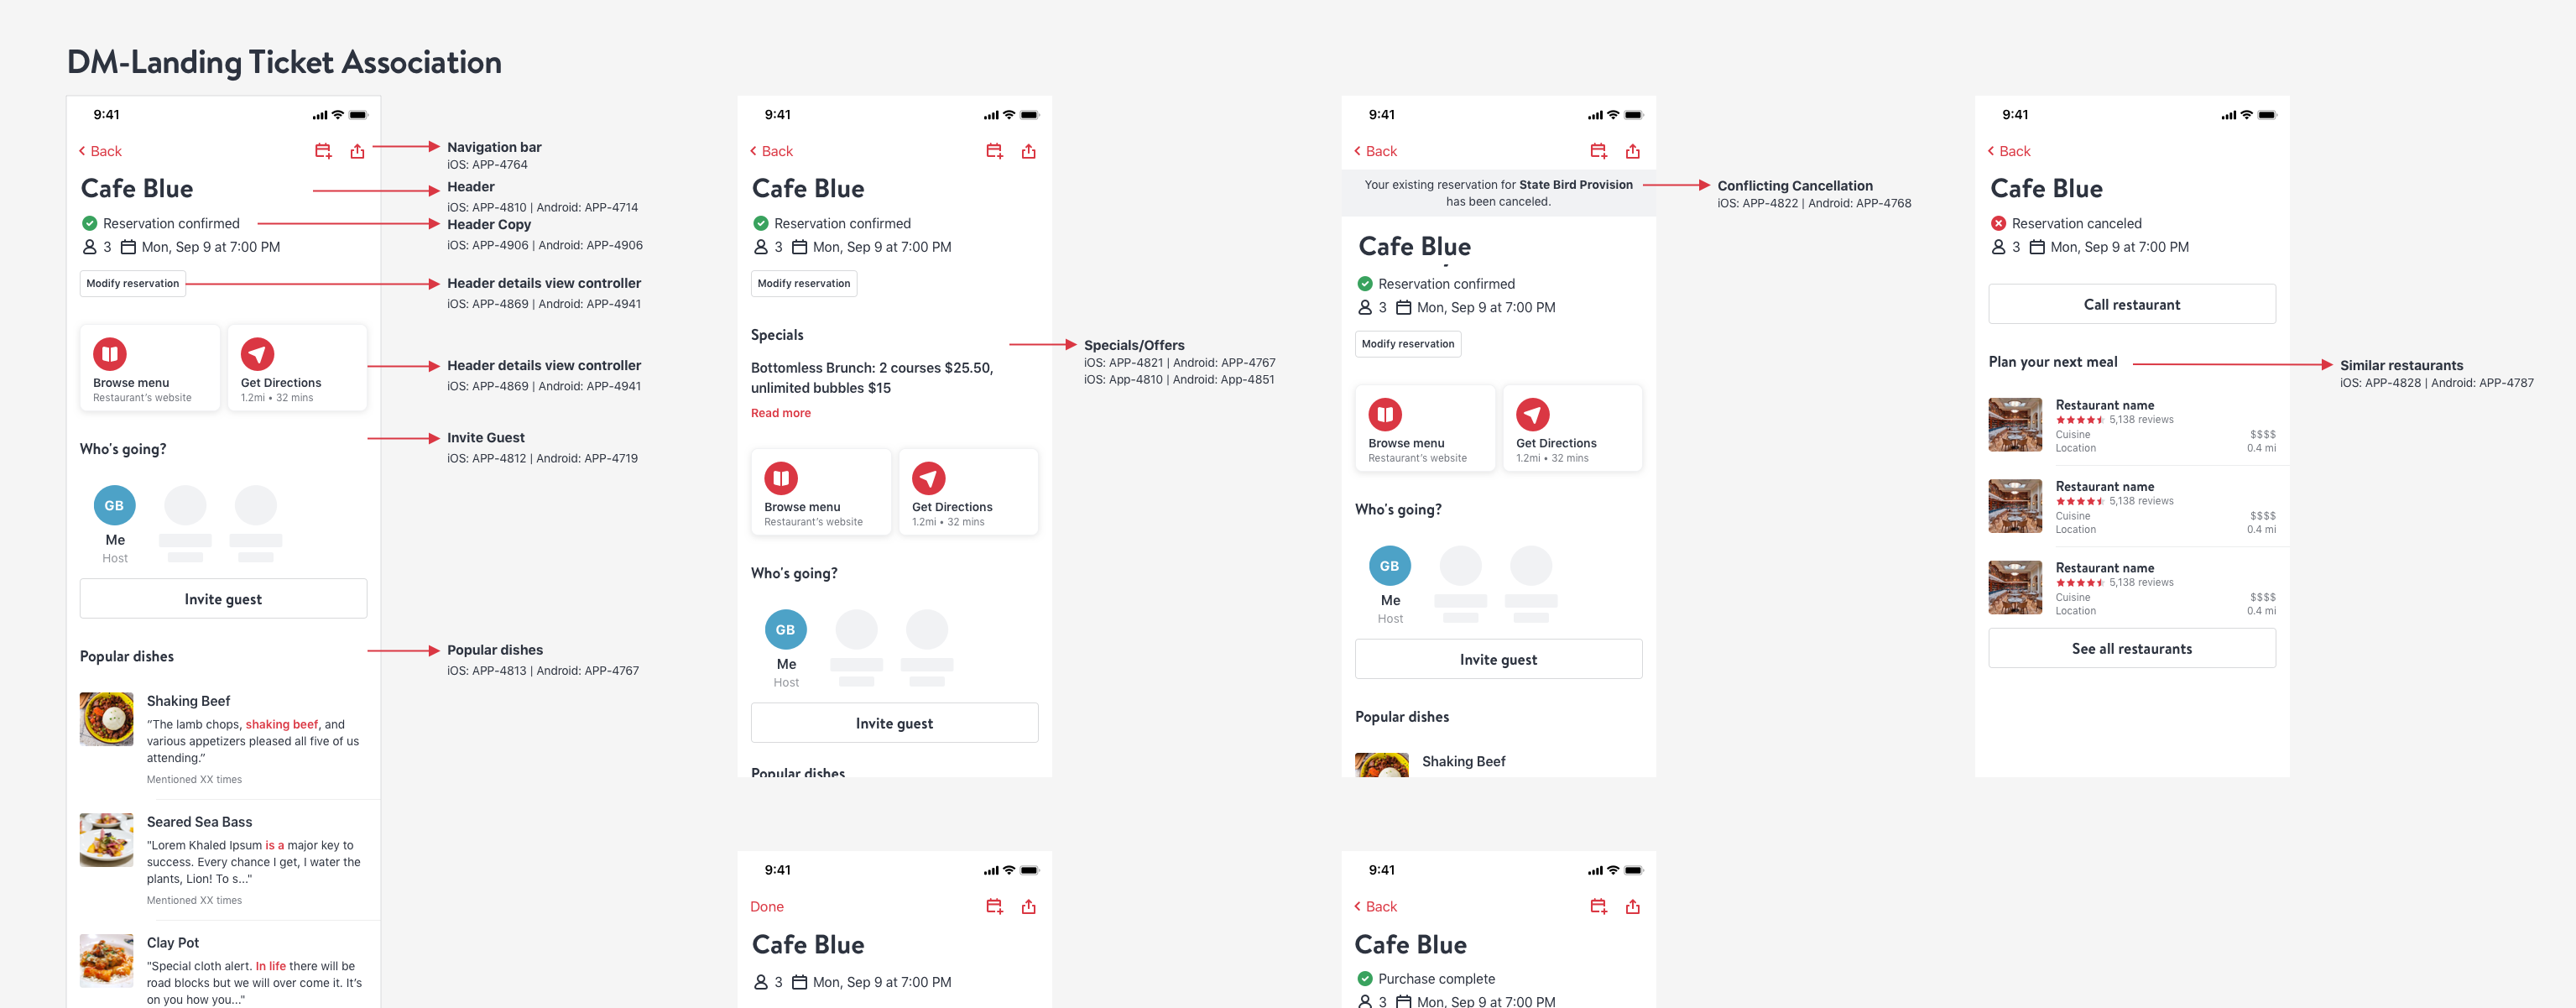 DM-Landing Ticket Association
9:41
Back
Cafe Blue
Reservation confirmed
3 Mon, Sep 9 at 7:00 PM
Modify reservation
Browse menu
Restaurant's website
Get Directions
1.2mi • 32 mins
Who's going?
GB
Me
Host
Invite guest
Popular dishes
Shaking Beef
“The lamb chops, shaking beef, and
various appetizers pleased all five of us
attending.”
Mentioned XX times
Seared Sea Bass
"Lorem Khaled Ipsum is a major key to
success. Every chance I get, I water the
plants, Lion! To s..."
Mentioned XX times
Clay Pot
"Special cloth alert. In life there will be
road blocks but we will over come it. It's
on you how you..."
Navigation bar
iOS: APP-4764
Header
iOS: APP-4810 | Android: APP-4714
Header Copy
iOS: APP-4906 | Android: APP-4906
Header details view controller
iOS: APP-4869 | Android: APP-4941
Header details view controller
iOS: APP-4869 | Android: APP-4941
Invite Guest
iOS: APP-4812 | Android: APP-4719
Popular dishes
iOS: APP-4813 | Android: APP-4767
9:41
Back
Cafe Blue
Reservation confirmed
3 Mon, Sep 9 at 7:00 PM
Modify reservation
Specials
Bottomless Brunch: 2 courses $25.50,
unlimited bubbles $15
Read more
Browse menu
Restaurant's website
Get Directions
1.2mi • 32 mins
Who's going?
GB
Me
Host
Invite guest
Popular dishes
Specials/Offers
iOS: APP-4821 | Android: APP-4767
iOS: App-4810 | Android: App-4851
9:41
Done
Cafe Blue
3 Mon, Sep 9 at 7:00 PM
9:41
Back
Your existing reservation for State Bird Provision
has been canceled.
Cafe Blue
Reservation confirmed
3 Mon, Sep 9 at 7:00 PM
Modify reservation
Browse menu
Restaurant's website
Get Directions
1.2mi • 32 mins
Who's going?
GB
Me
Host
Invite guest
Popular dishes
Shaking Beef
Conflicting Cancellation
iOS: APP-4822 | Android: APP-4768
9:41
Back
Cafe Blue
Purchase complete
3 Mon, Sep 9 at 7:00 PM
9:41
Back
Cafe Blue
Reservation canceled
3 Mon, Sep 9 at 7:00 PM
Call restaurant
Plan your next meal
Restaurant name
5,138 reviews
Cuisine $$$$
Location 0.4 mi
Restaurant name
5,138 reviews
Cuisine $$$$
Location 0.4 mi
Restaurant name
5,138 reviews
Cuisine $$$$
Location 0.4 mi
See all restaurants
Similar restaurants
iOS: APP-4828 | Android: APP-4787